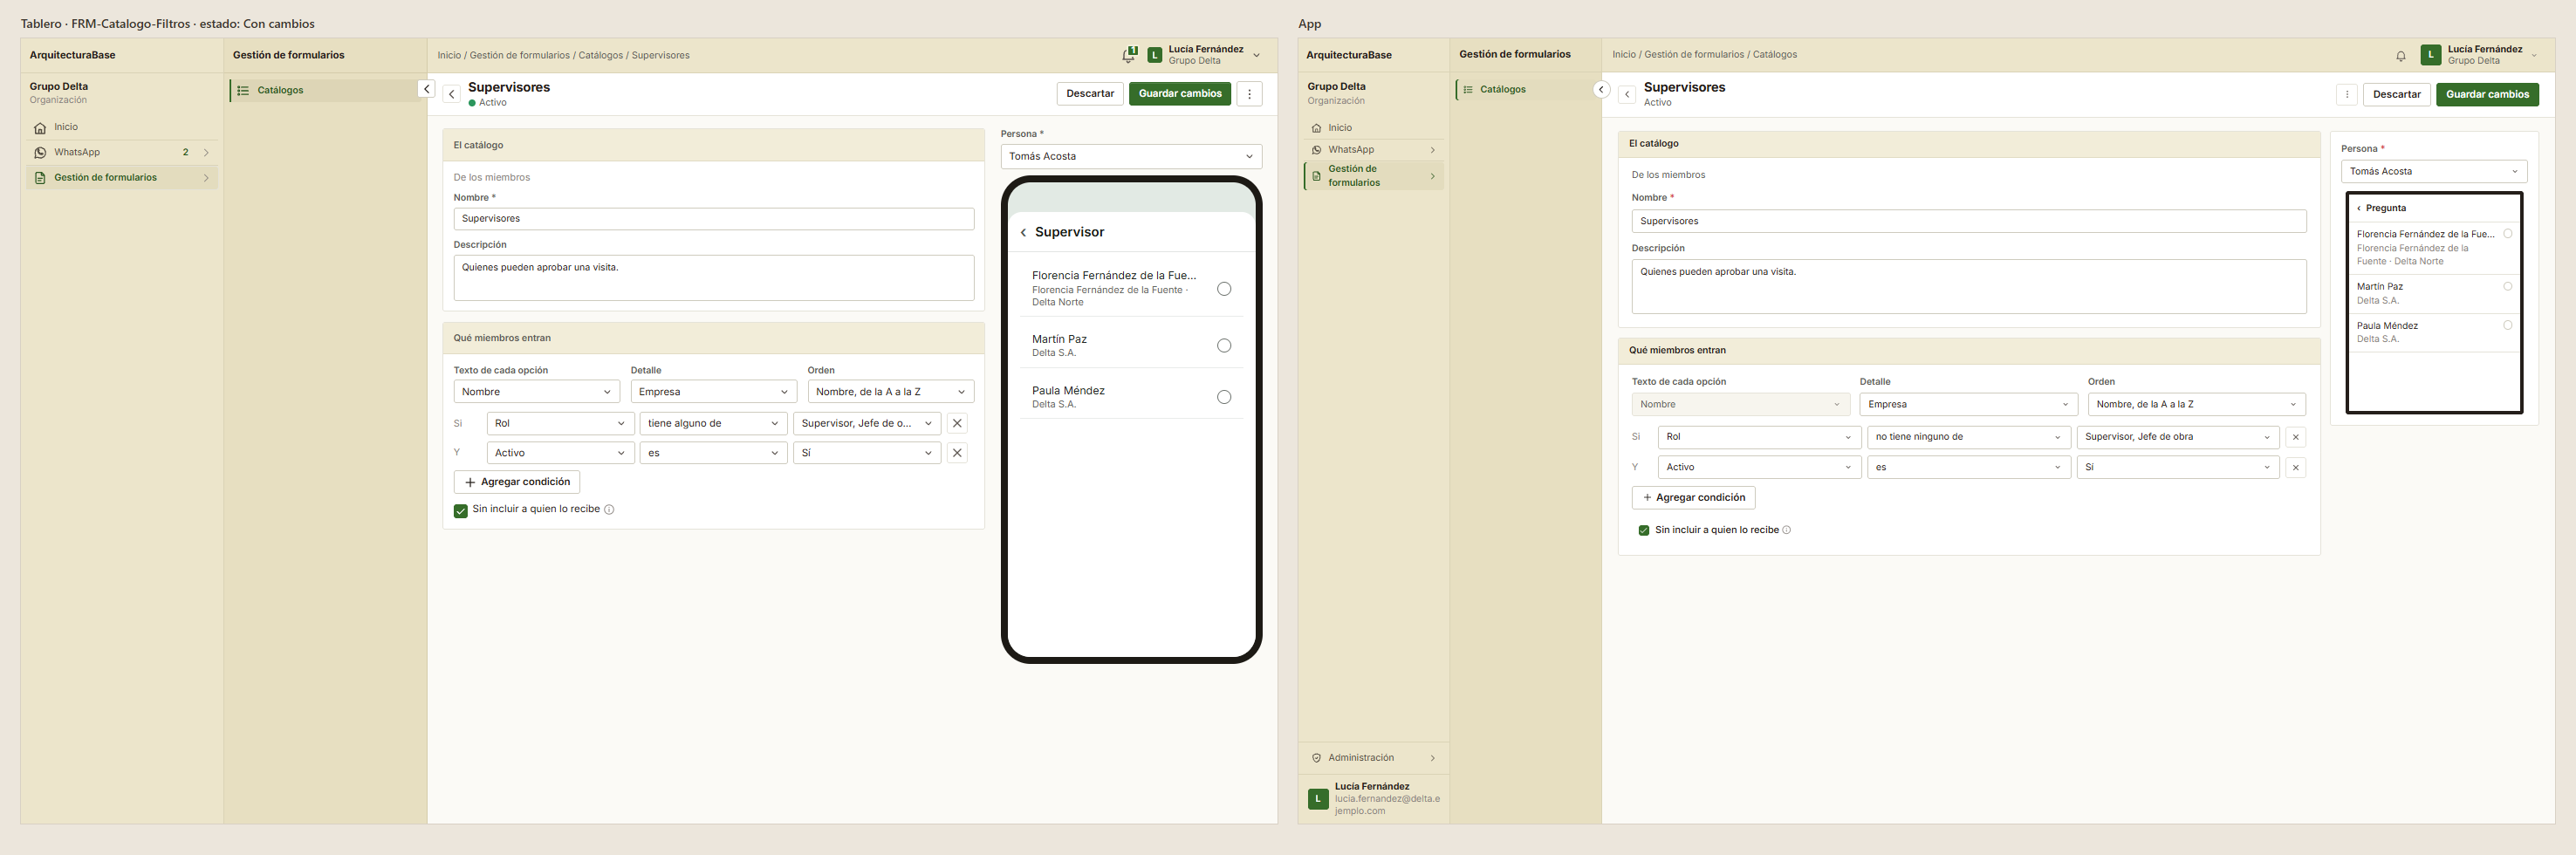 Tablero · FRM-Catalogo-Filtros · estado: Con cambios
ArquitecturaBase
Grupo Delta
Organización
Inicio
WhatsApp 2
Gestión de formularios
Gestión de formularios
Catálogos
Inicio / Gestión de formularios / Catálogos / Supervisores
1
L
Lucía Fernández
Grupo Delta
Supervisores
Activo
Descartar
Guardar cambios
El catálogo
De los miembros
Nombre *
Supervisores
Descripción
Quienes pueden aprobar una visita.
Qué miembros entran
Texto de cada opción Detalle Orden
Nombre Empresa Nombre, de la A a la Z
Si Rol tiene alguno de Supervisor, Jefe de o...
Y Activo es Sí
Agregar condición
Sin incluir a quien lo recibe
Persona *
Tomás Acosta
Supervisor
Florencia Fernández de la Fue...
Florencia Fernández de la Fuente ·
Delta Norte
Martín Paz
Delta S.A.
Paula Méndez
Delta S.A.
App
ArquitecturaBase
Grupo Delta
Organización
Inicio
WhatsApp
Gestión de
formularios
Administración
L
Lucía Fernández
lucia.fernandez@delta.e
jemplo.com
Gestión de formularios
Catálogos
Inicio / Gestión de formularios / Catálogos
L
Lucía Fernández
Grupo Delta
Supervisores
Activo
Descartar
Guardar cambios
El catálogo
De los miembros
Nombre *
Supervisores
Descripción
Quienes pueden aprobar una visita.
Qué miembros entran
Texto de cada opción Detalle Orden
Nombre Empresa Nombre, de la A a la Z
Si Rol no tiene ninguno de Supervisor, Jefe de obra
Y Activo es Sí
Agregar condición
Sin incluir a quien lo recibe
Persona *
Tomás Acosta
Pregunta
Florencia Fernández de la Fue...
Florencia Fernández de la
Fuente · Delta Norte
Martín Paz
Delta S.A.
Paula Méndez
Delta S.A.